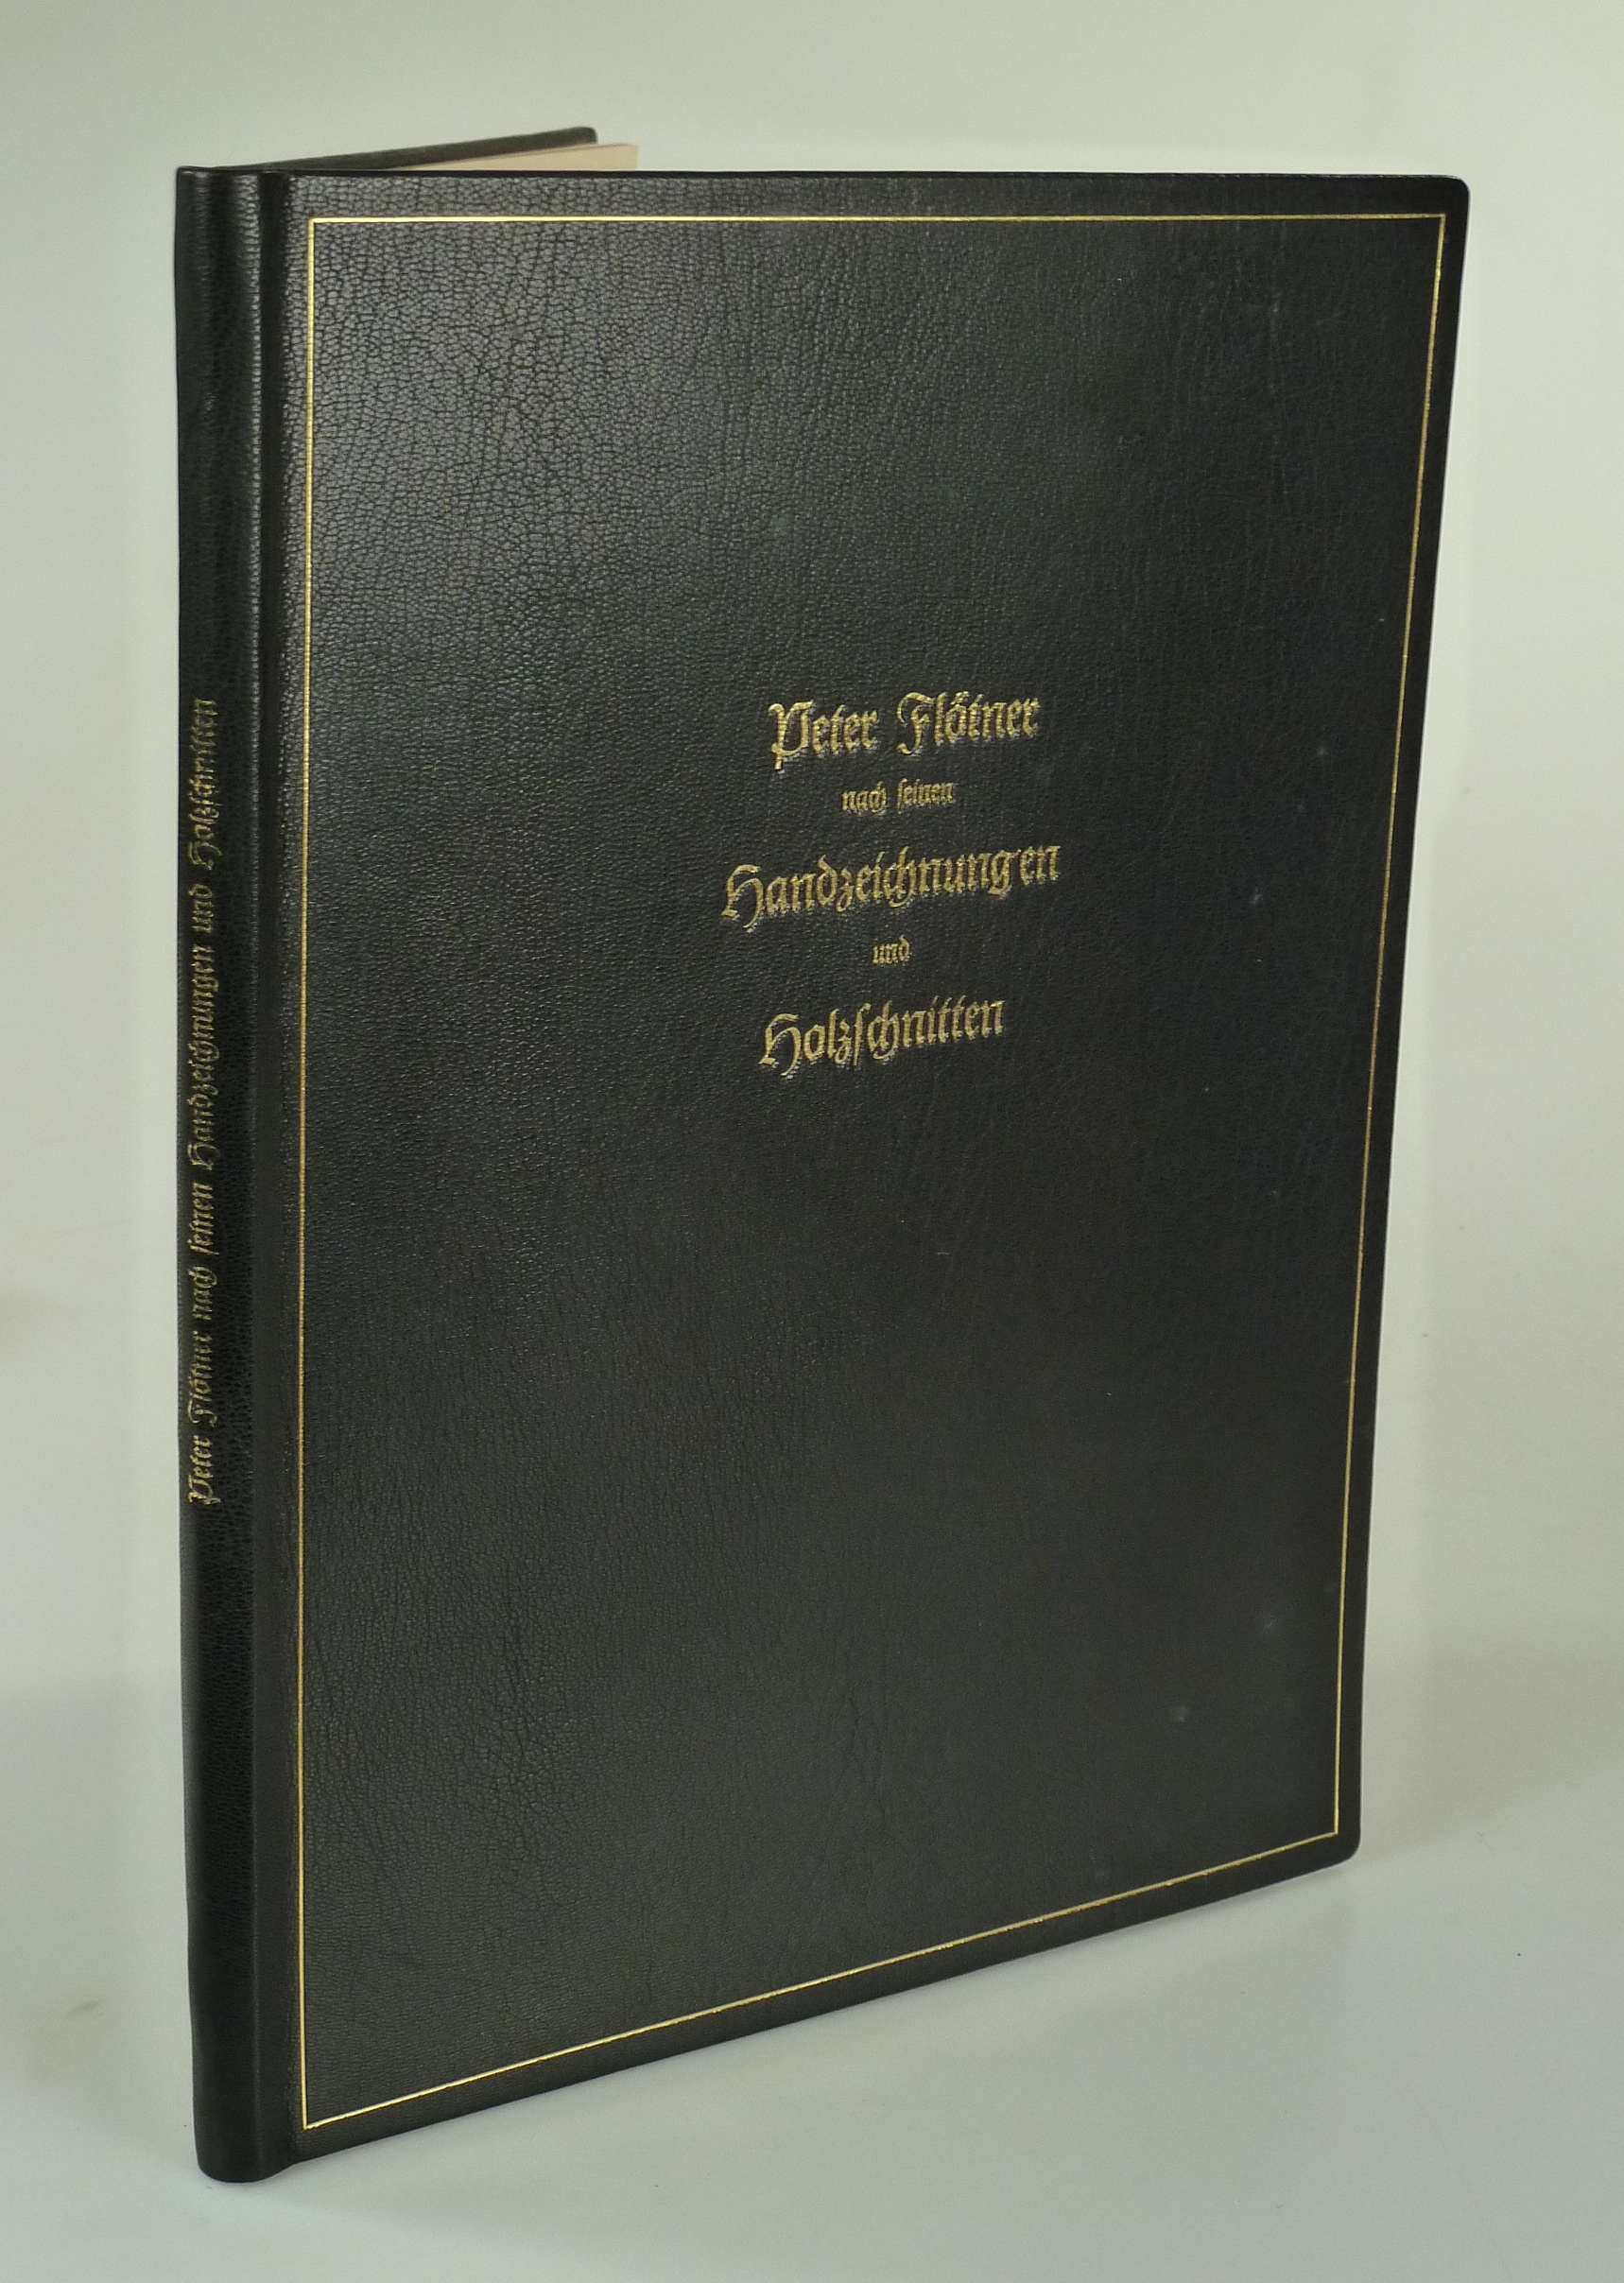 Peter Flötner
nach seinen
Handzeichnungen
und
Holzschnitten
Peter Flötner nach seinen Handzeichnungen und Holzschnitten